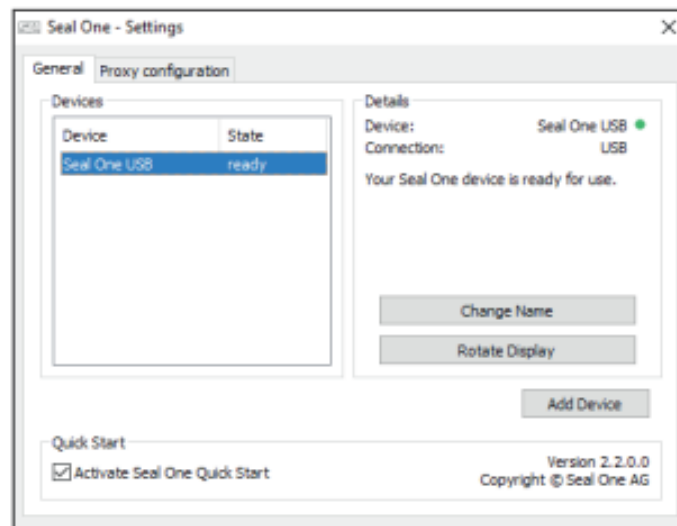 Seal One - Settings
General Proxy configuration
Devices
Device State
Seal One USB ready
Details
Device: Seal One USB
Connection: USB
Your Seal One device is ready for use.
Change Name
Rotate Display
Add Device
Quick Start
Activate Seal One Quick Start
Version 2.2.0.0
Copyright © Seal One AG